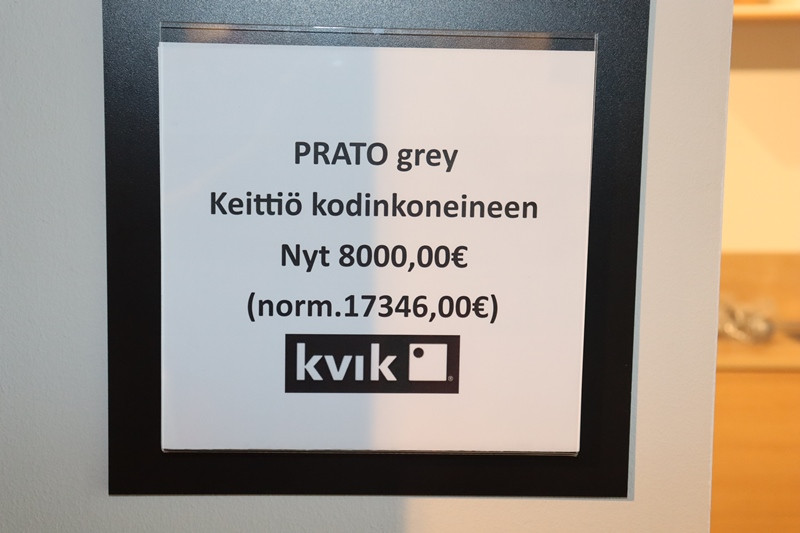 PRATO grey
Keittiö kodinkoneineen
Nyt 8000,00€
(norm.17346,00€)
kvik